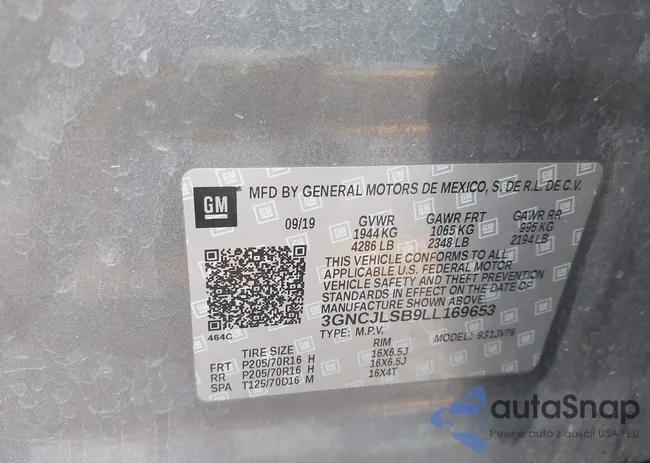 GM MFD BY GENERAL MOTORS DE MEXICO, S. DE R.L. DE C.V.
09/19 GVWR GAWR FRT GAWR RR
1944 KG 1065 KG 995 KG
4286 LB 2348 LB 2194 LB
THIS VEHICLE CONFORMS TO ALL
APPLICABLE U.S. FEDERAL MOTOR
VEHICLE SAFETY AND THEFT PREVENTION
STANDARDS IN EFFECT ON THE DATE OF
MANUFACTURE SHOWN ABOVE.
3GNCJLSB9LL169653
464C TYPE: M.P.V. MODEL: 931JV76
TIRE SIZE RIM
FRT P205/70R16 H 16X6.5J
RR P205/70R16 H 16X6.5J
SPA T125/70D16 M 16X4T
autaSnap
Pewne auto z aukcji USA i EU